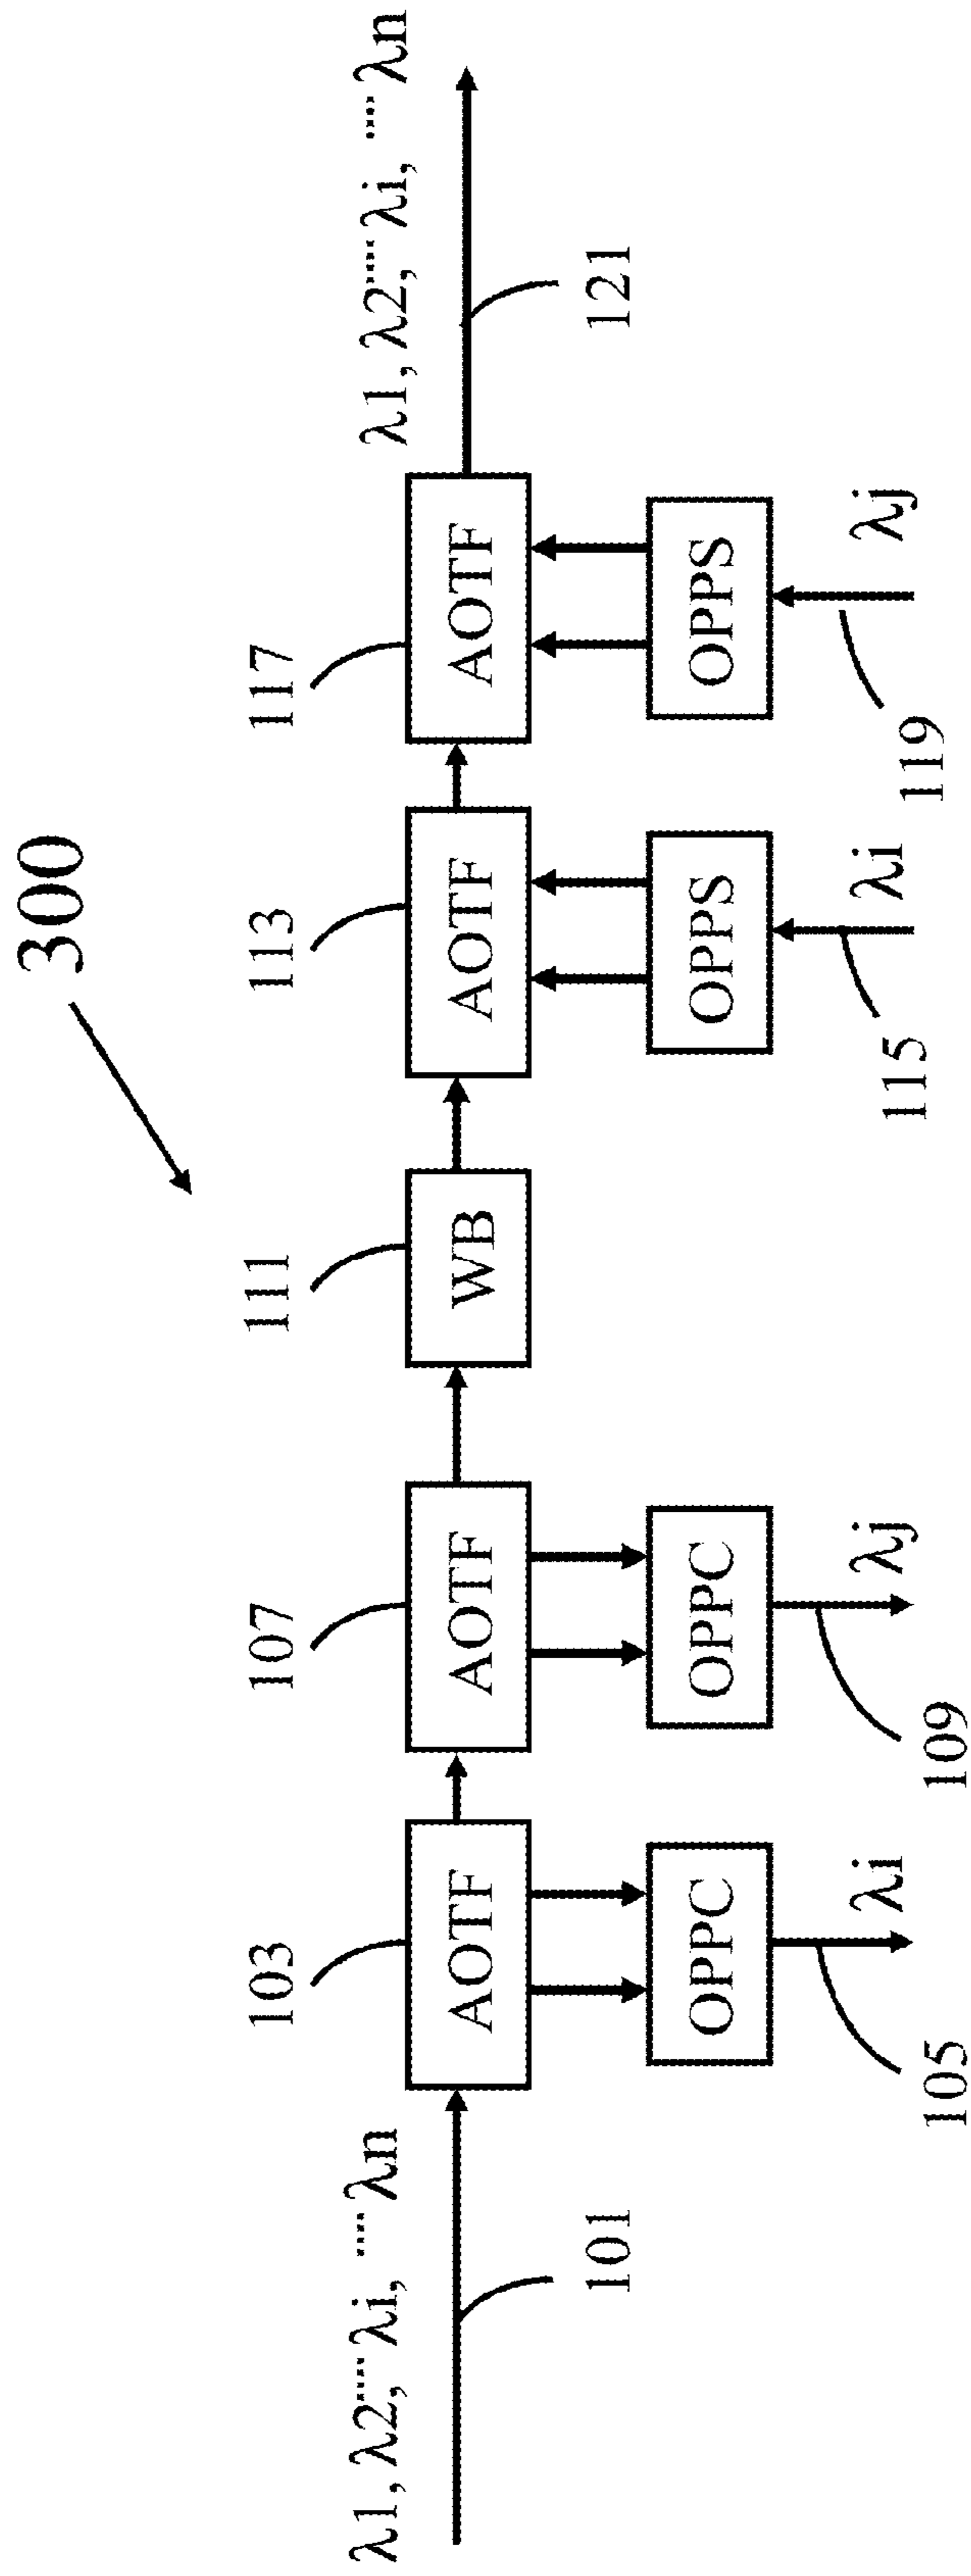 300
λ1, λ2,····λi, ····λn
101
103
AOTF
OPPC
λi
105
107
AOTF
OPPC
λj
109
111
WB
113
AOTF
OPPS
λi
115
117
AOTF
OPPS
λj
119
λ1, λ2,····λi, ····λn
121